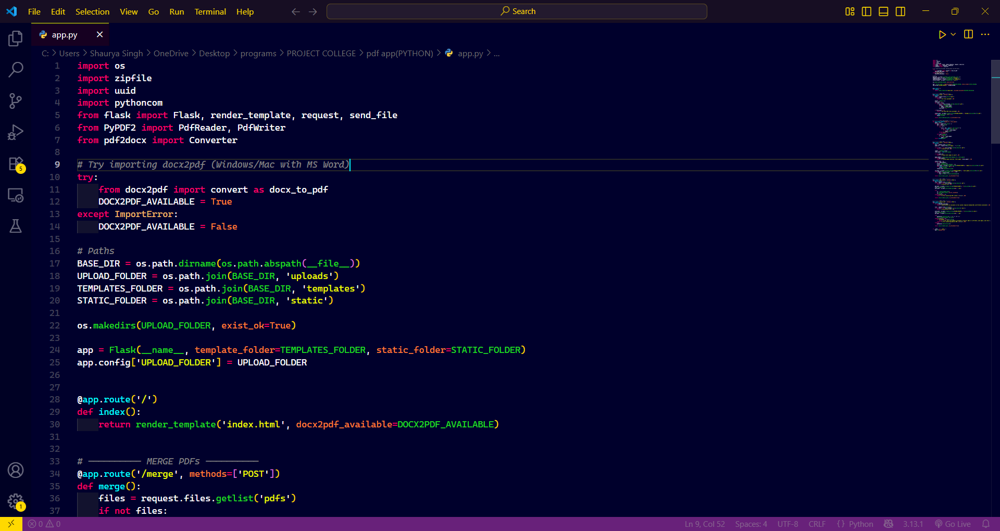 File Edit Selection View Go Run Terminal Help Search
app.py
C: > Users > Shaurya Singh > OneDrive > Desktop > programs > PROJECT COLLEGE > pdf app(PYTHON) > app.py > ...
1 import os
2 import zipfile
3 import uuid
4 import pythoncom
5 from flask import Flask, render_template, request, send_file
6 from PyPDF2 import PdfReader, PdfWriter
7 from pdf2docx import Converter
8
9 # Try importing docx2pdf (Windows/Mac with MS Word)
10 try:
11     from docx2pdf import convert as docx_to_pdf
12     DOCX2PDF_AVAILABLE = True
13 except ImportError:
14     DOCX2PDF_AVAILABLE = False
15
16 # Paths
17 BASE_DIR = os.path.dirname(os.path.abspath(__file__))
18 UPLOAD_FOLDER = os.path.join(BASE_DIR, 'uploads')
19 TEMPLATES_FOLDER = os.path.join(BASE_DIR, 'templates')
20 STATIC_FOLDER = os.path.join(BASE_DIR, 'static')
21
22 os.makedirs(UPLOAD_FOLDER, exist_ok=True)
23
24 app = Flask(__name__, template_folder=TEMPLATES_FOLDER, static_folder=STATIC_FOLDER)
25 app.config['UPLOAD_FOLDER'] = UPLOAD_FOLDER
26
27
28 @app.route('/')
29 def index():
30     return render_template('index.html', docx2pdf_available=DOCX2PDF_AVAILABLE)
31
32
33 # ────────── MERGE PDFs ──────────
34 @app.route('/merge', methods=['POST'])
35 def merge():
36     files = request.files.getlist('pdfs')
37     if not files:
5
1
0 0 Ln 9, Col 52 Spaces: 4 UTF-8 CRLF {} Python 3.13.1 Go Live